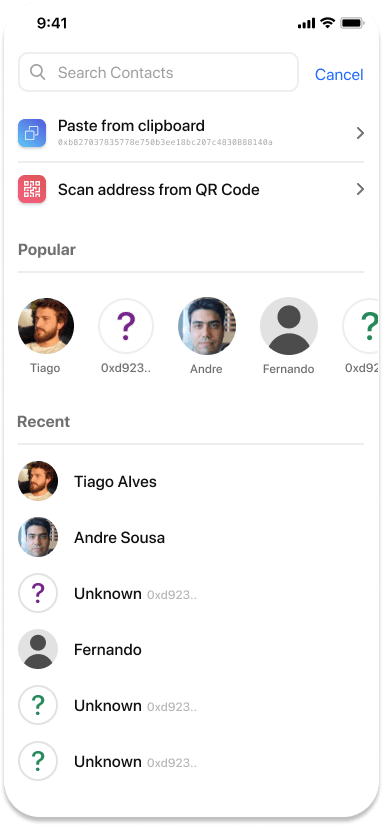 9:41
Search Contacts
Cancel
Paste from clipboard
Scan address from QR Code
Popular
Tiago
0xd923..
Andre
Fernando
0xd92
Recent
Tiago Alves
Andre Sousa
Unknown 0xd923..
Fernando
Unknown 0xd923..
Unknown 0xd923..